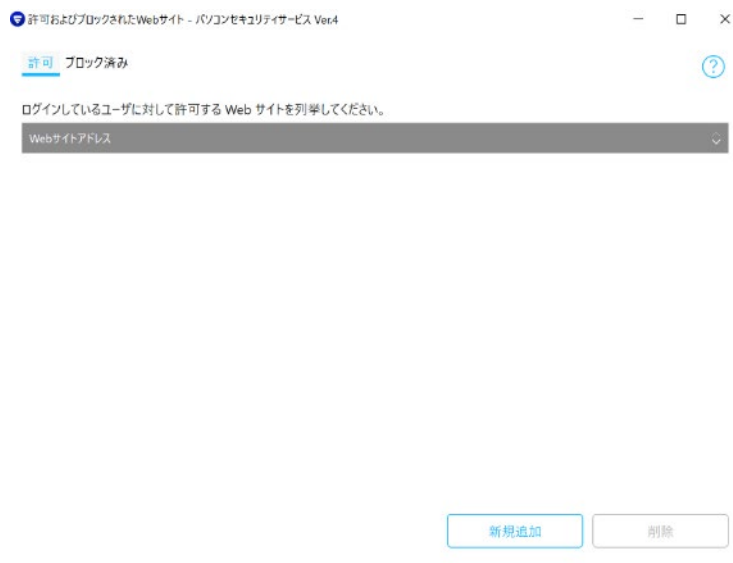 許可およびブロックされたWebサイト - パソコンセキュリティサービス Ver.4
許可 ブロック済み
?
ログインしているユーザに対して許可する Web サイトを列挙してください。
Webサイトアドレス
新規追加 削除